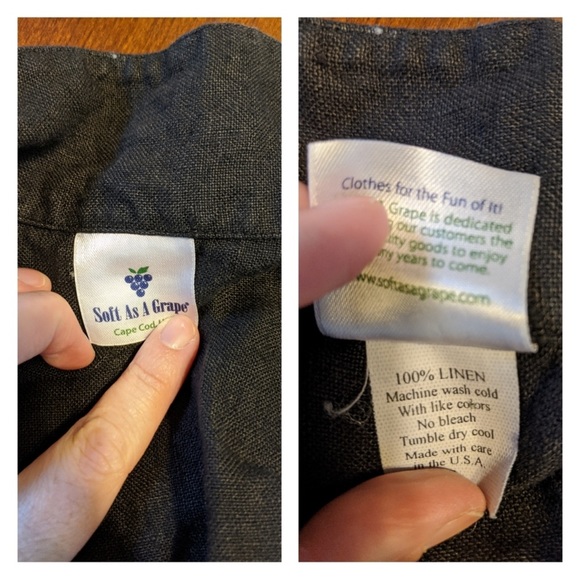 Soft As A Grape
Cape Cod
Clothes for the Fun of It!
Grape is dedicated
our customers the
goods to enjoy
years to come.
www.softasagrape.com
100% LINEN
Machine wash cold
With like colors
No bleach
Tumble dry cool
Made with care
in the U.S.A.